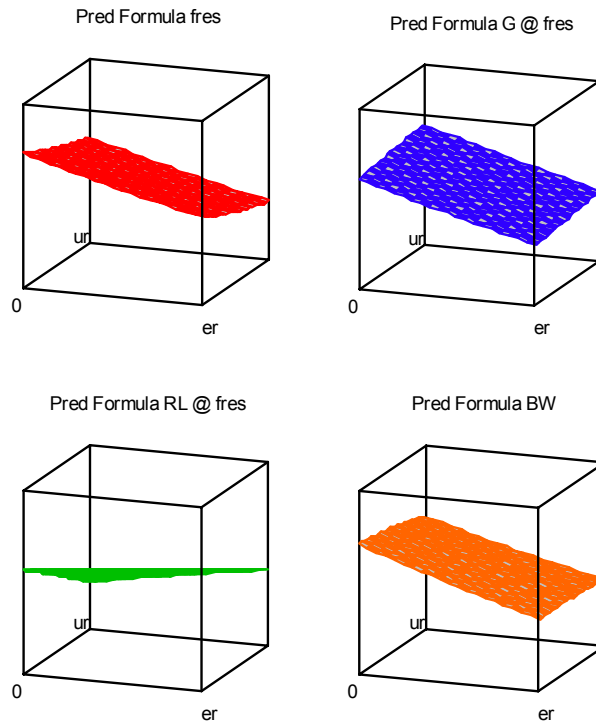 Pred Formula fres
Pred Formula G @ fres
ur
ur
0
0
er
er
Pred Formula RL @ fres
Pred Formula BW
ur
ur
0
0
er
er